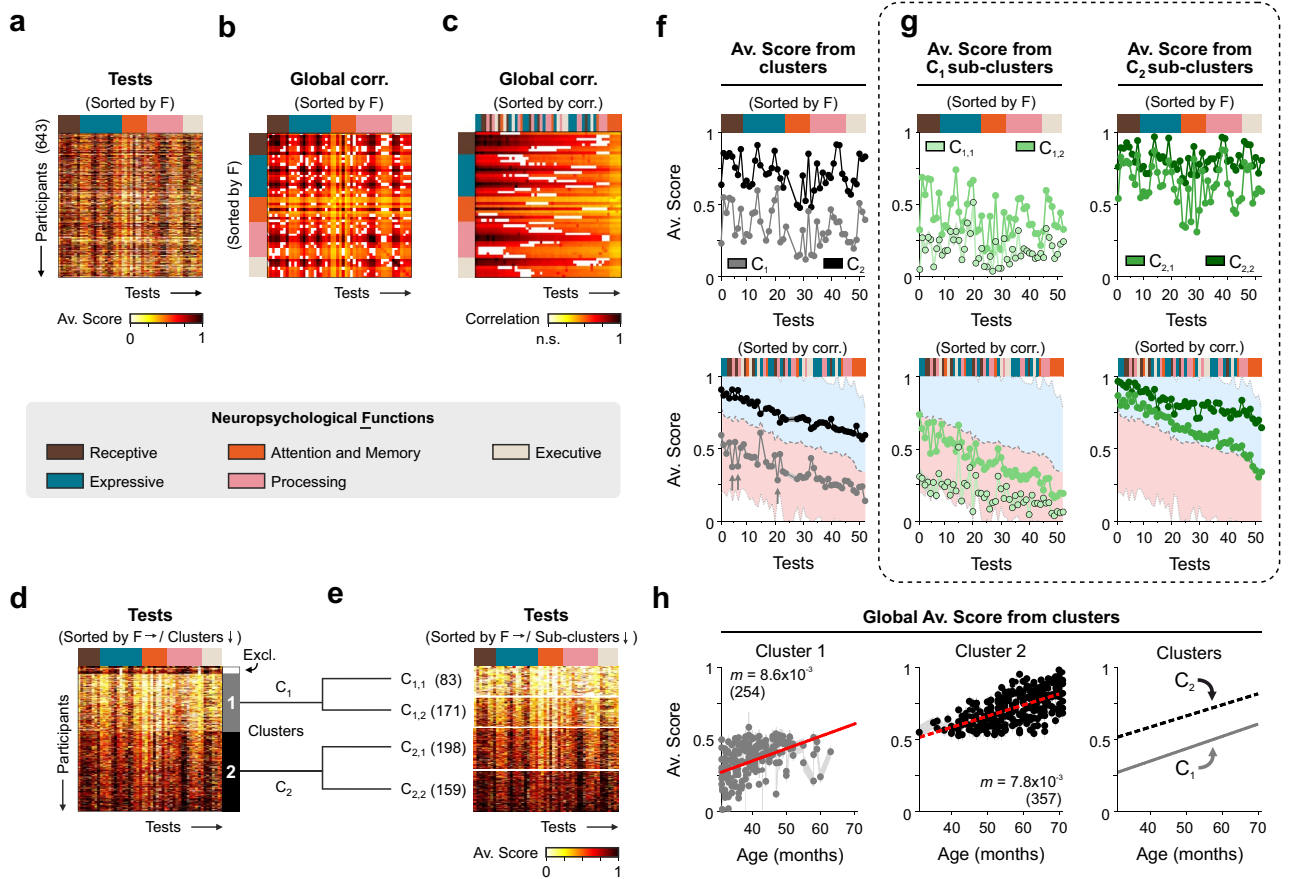 a
Tests
(Sorted by F)
Participants (643)
Tests
Av. Score
0 1
b
Global corr.
(Sorted by F)
(Sorted by F)
Tests
c
Global corr.
(Sorted by corr.)
Tests
Correlation
n.s. 1
Neuropsychological Functions
Receptive
Attention and Memory
Executive
Expressive
Processing
d
Tests
(Sorted by F → / Clusters ↓)
Excl.
Participants
1
2
C1
Clusters
C2
Tests
e
Tests
(Sorted by F → / Sub-clusters ↓)
C1,1 (83)
C1,2 (171)
C2,1 (198)
C2,2 (159)
Tests
Av. Score
0 1
f
Av. Score from
clusters
(Sorted by F)
Av. Score
1
0.5
0
C1 C2
0 10 20 30 40 50
Tests
(Sorted by corr.)
Av. Score
1
0.5
0
0 10 20 30 40 50
Tests
g
Av. Score from
C1 sub-clusters
(Sorted by F)
1
0.5
0
C1,1 C1,2
0 10 20 30 40 50
Tests
(Sorted by corr.)
1
0.5
0
0 10 20 30 40 50
Tests
Av. Score from
C2 sub-clusters
(Sorted by F)
1
0.5
0
C2,1 C2,2
0 10 20 30 40 50
Tests
(Sorted by corr.)
1
0.5
0
0 10 20 30 40 50
Tests
h
Global Av. Score from clusters
Cluster 1
m = 8.6x10-3
(254)
Av. Score
1
0.5
0
40 50 60 70
Age (months)
Cluster 2
1
0.5
0
m = 7.8x10-3
(357)
40 50 60 70
Age (months)
Clusters
1
0.5
0
C2
C1
40 50 60 70
Age (months)